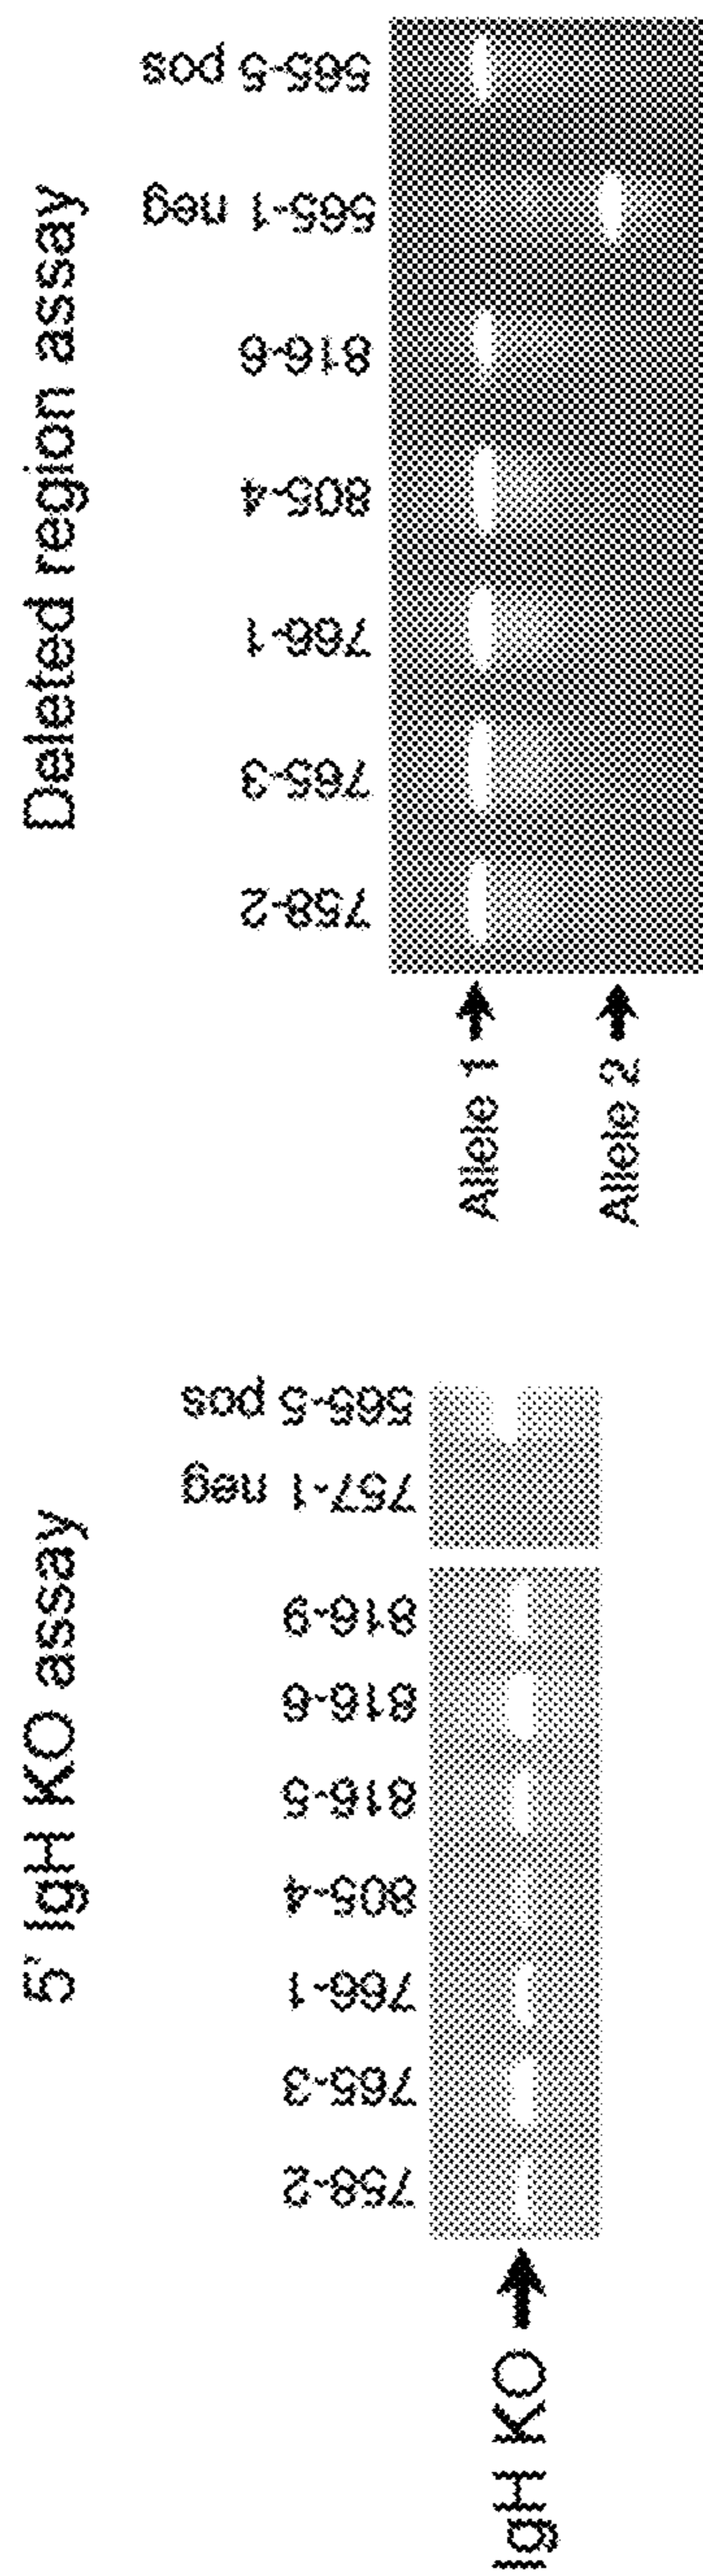 5' IgH KO assay
758-2
765-3
766-1
805-4
816-5
816-6
816-9
757-1 neg
565-5 pos
IgH KO
Deleted region assay
758-2
765-3
766-1
805-4
816-6
565-1 neg
565-5 pos
Allele 1
Allele 2